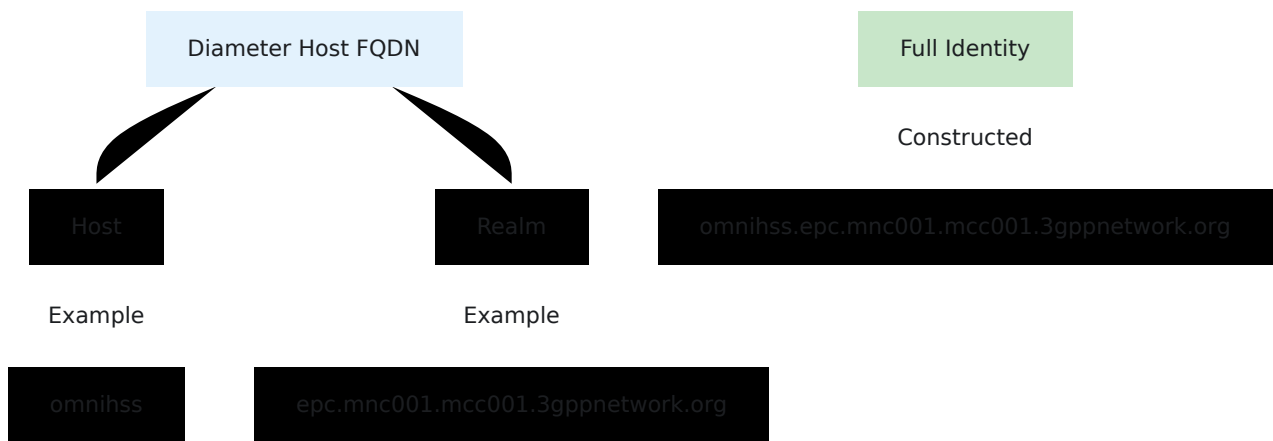 Diameter Host FQDN
Full Identity
Constructed
Host
Realm
omnihss.epc.mnc001.mcc001.3gppnetwork.org
Example
Example
omnihss
epc.mnc001.mcc001.3gppnetwork.org